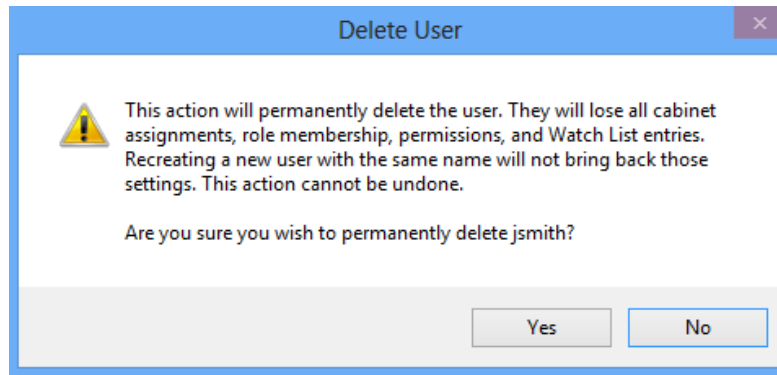 Delete User
This action will permanently delete the user. They will lose all cabinet
assignments, role membership, permissions, and Watch List entries.
Recreating a new user with the same name will not bring back those
settings. This action cannot be undone.
Are you sure you wish to permanently delete jsmith?
Yes
No